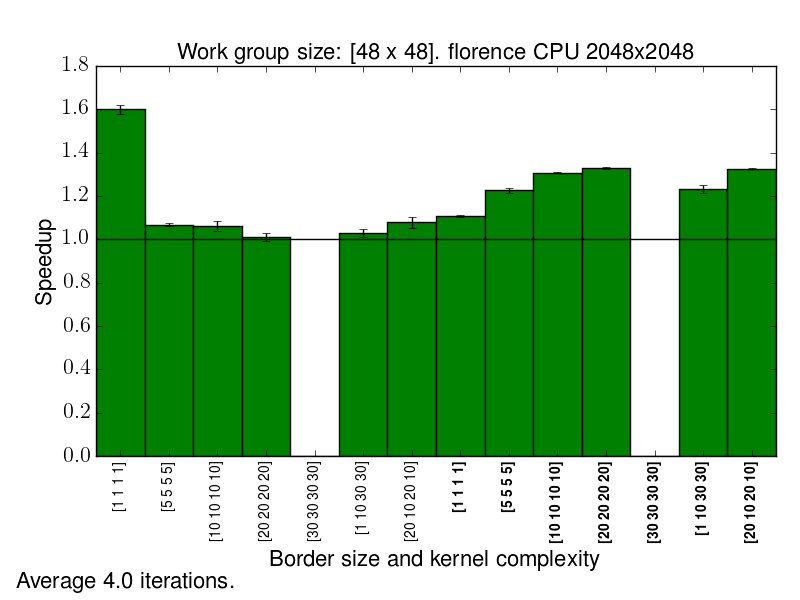 Work group size: [48 x 48]. florence CPU 2048x2048
1.8
1.6
1.4
1.2
1.0
0.8
0.6
0.4
0.2
0.0
Speedup
[1 1 1 1]
[5 5 5 5]
[10 10 10 10]
[20 20 20 20]
[30 30 30 30]
[1 10 30 30]
[20 10 20 10]
[1 1 1 1]
[5 5 5 5]
[10 10 10 10]
[20 20 20 20]
[30 30 30 30]
[1 10 30 30]
[20 10 20 10]
Border size and kernel complexity
Average 4.0 iterations.